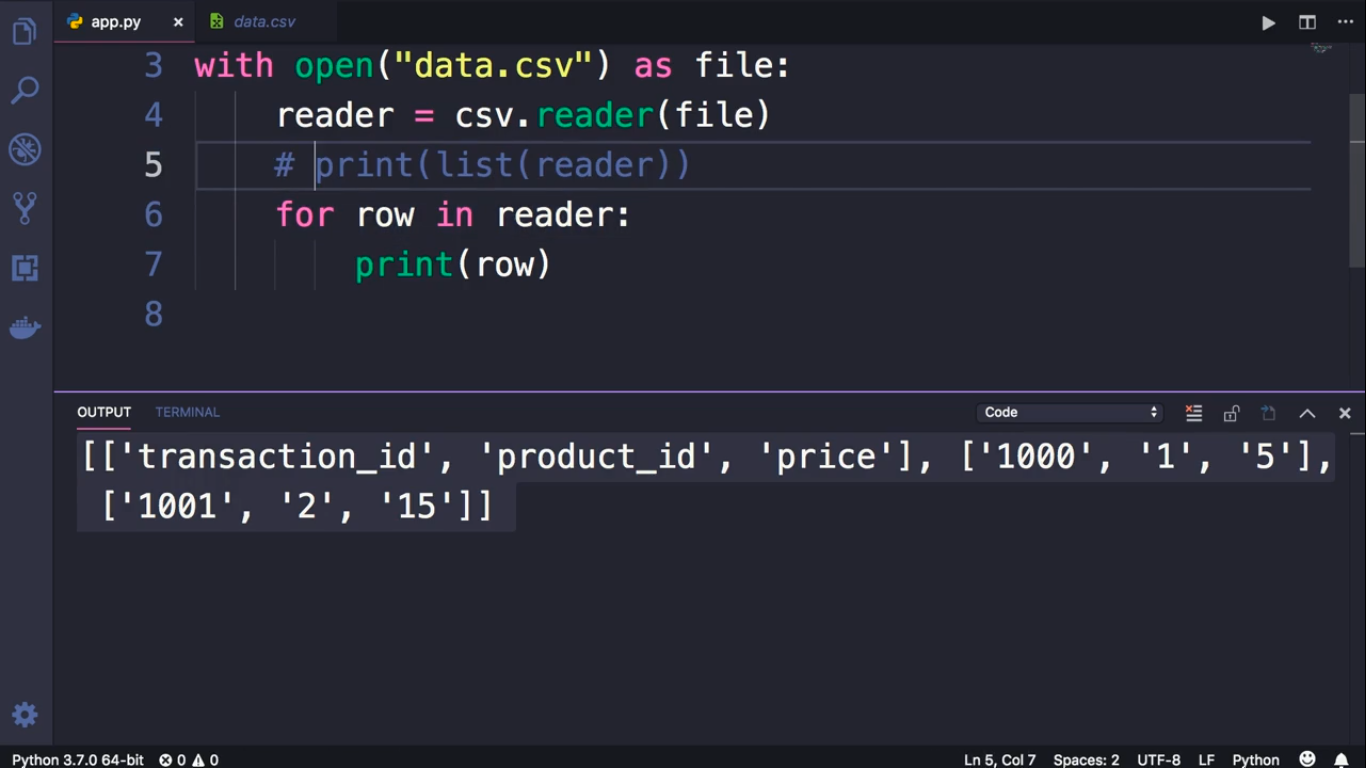 app.py
data.csv
3 with open("data.csv") as file:
4 reader = csv.reader(file)
5 # print(list(reader))
6 for row in reader:
7 print(row)
8
OUTPUT TERMINAL Code
[['transaction_id', 'product_id', 'price'], ['1000', '1', '5'],
['1001', '2', '15']]
Python 3.7.0 64-bit 0 0 Ln 5, Col 7 Spaces: 2 UTF-8 LF Python